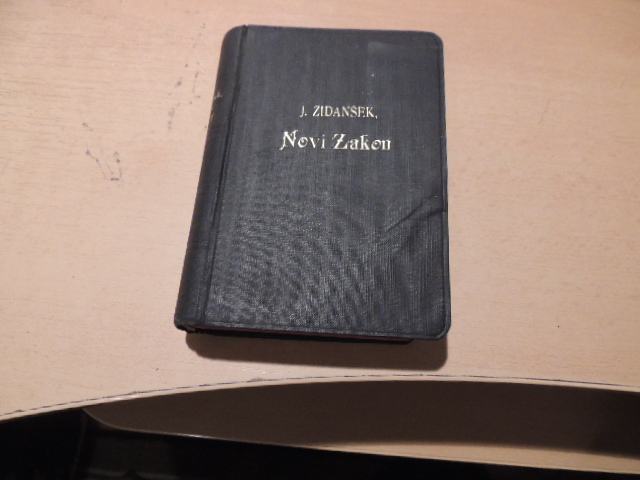 J. ZIDANŠEK,
Novi Zakon